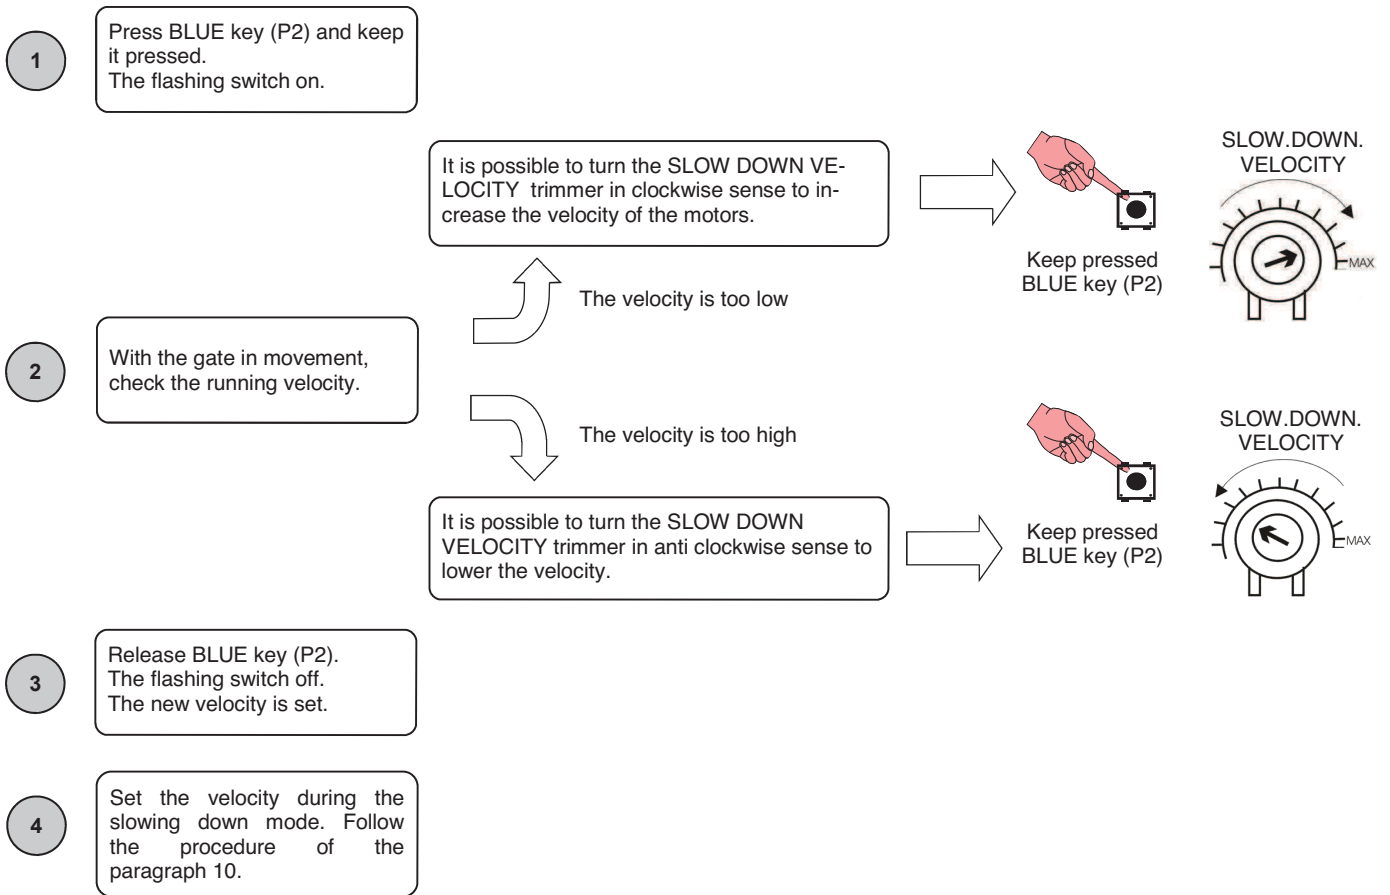 1
Press BLUE key (P2) and keep
it pressed.
The flashing switch on.
It is possible to turn the SLOW DOWN VE-
LOCITY trimmer in clockwise sense to in-
crease the velocity of the motors.
Keep pressed
BLUE key (P2)
SLOW.DOWN.
VELOCITY
MAX
The velocity is too low
2
With the gate in movement,
check the running velocity.
The velocity is too high
It is possible to turn the SLOW DOWN
VELOCITY trimmer in anti clockwise sense to
lower the velocity.
Keep pressed
BLUE key (P2)
SLOW.DOWN.
VELOCITY
MAX
3
Release BLUE key (P2).
The flashing switch off.
The new velocity is set.
4
Set the velocity during the
slowing down mode. Follow
the procedure of the
paragraph 10.